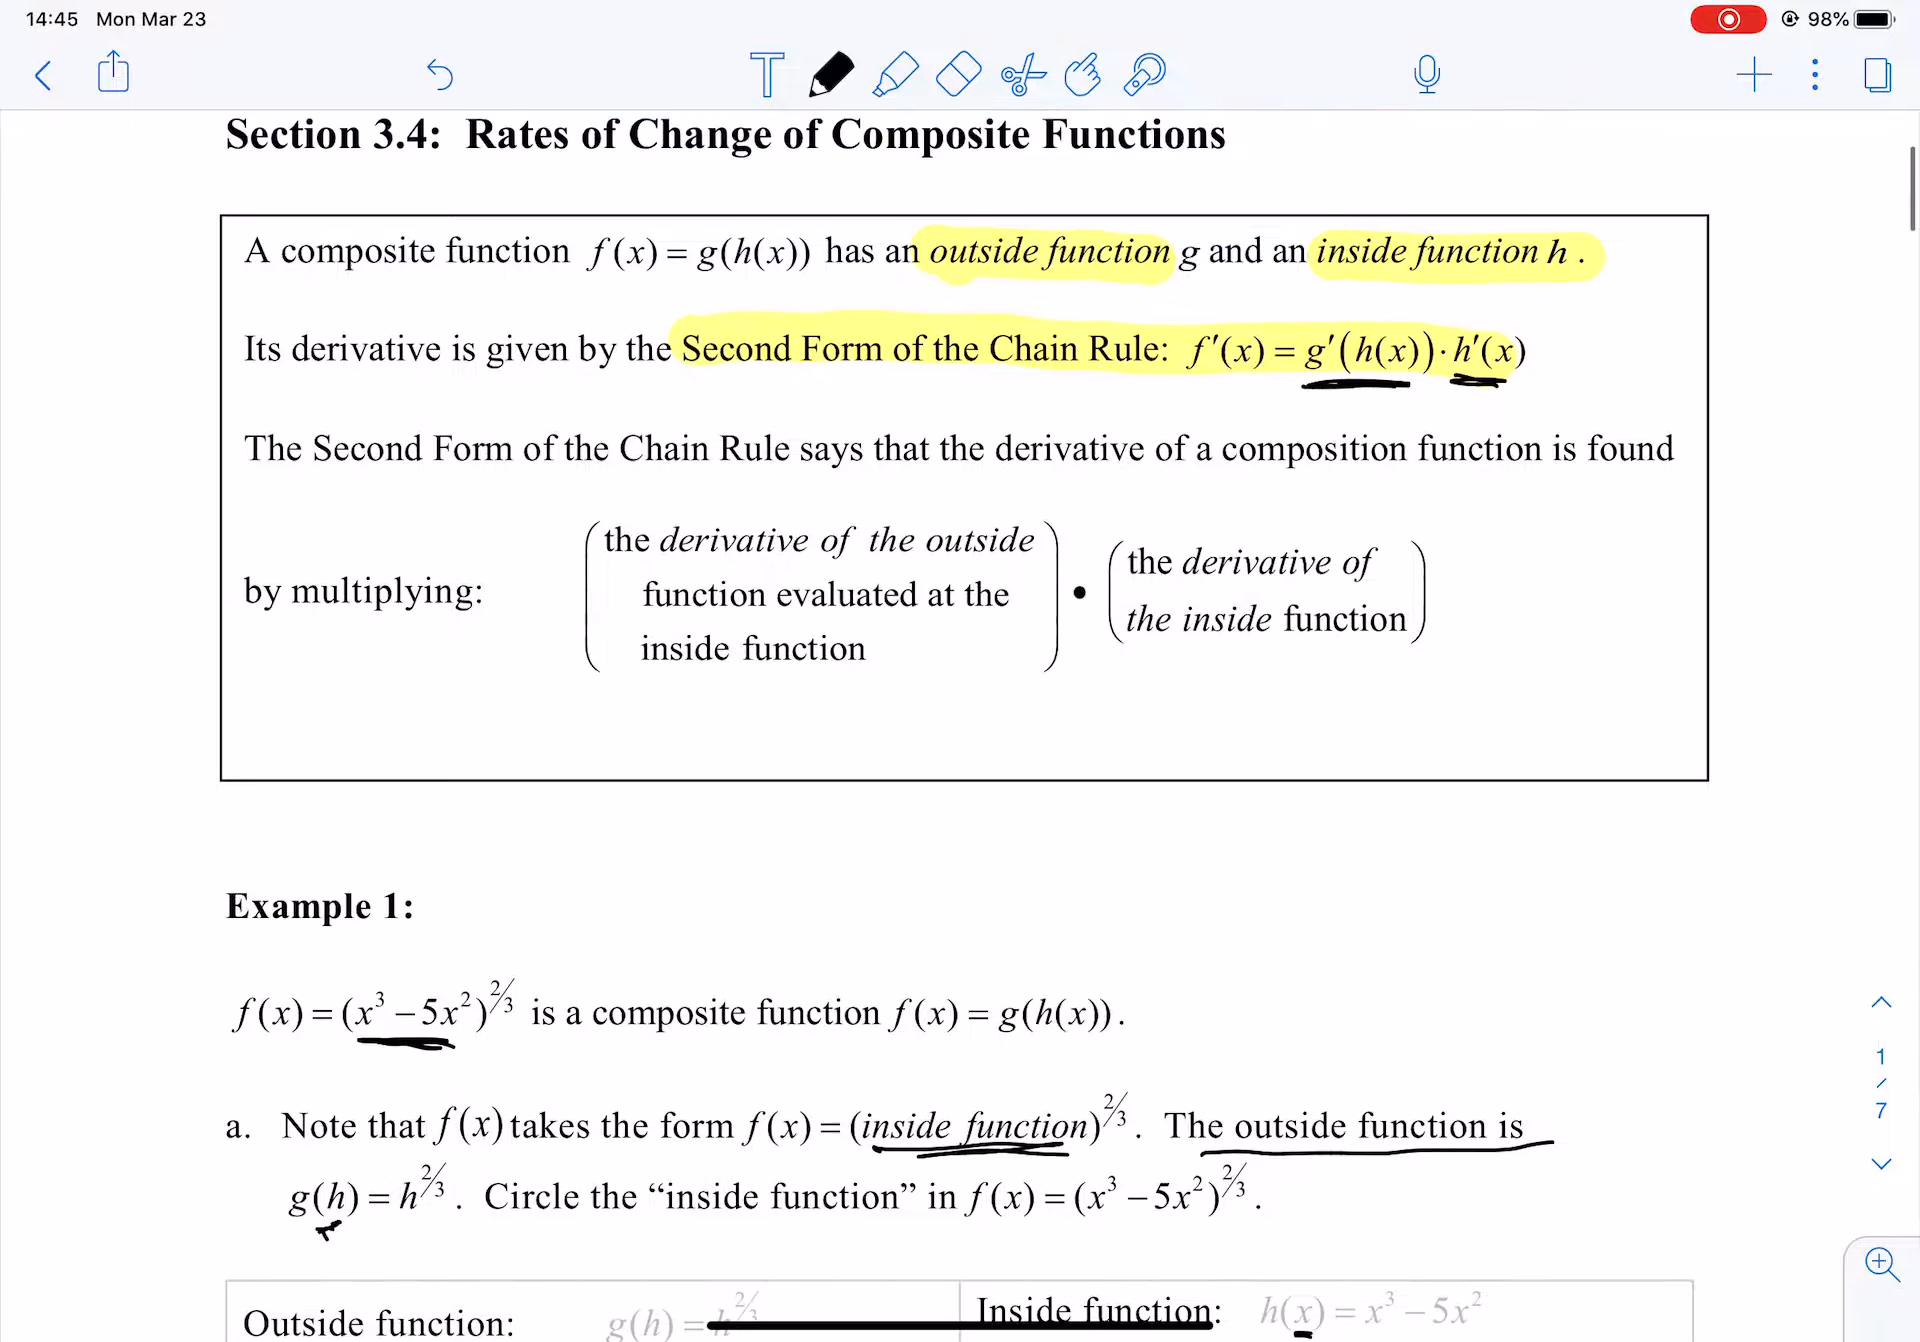 14:45 Mon Mar 23
98%
Section 3.4: Rates of Change of Composite Functions
A composite function f(x) = g(h(x)) has an outside function g and an inside function h .
Its derivative is given by the Second Form of the Chain Rule: f'(x) = g'(h(x))·h'(x)
The Second Form of the Chain Rule says that the derivative of a composition function is found
by multiplying: (the derivative of the outside function evaluated at the inside function) • (the derivative of the inside function)
Example 1:
f(x) = (x³ – 5x²)^2/3 is a composite function f(x) = g(h(x)).
a. Note that f(x) takes the form f(x) = (inside function)^2/3. The outside function is
g(h) = h^2/3. Circle the “inside function” in f(x) = (x³ – 5x²)^2/3.
Outside function: g(h) = h^2/3 Inside function: h(x) = x³ – 5x²
1
/
7